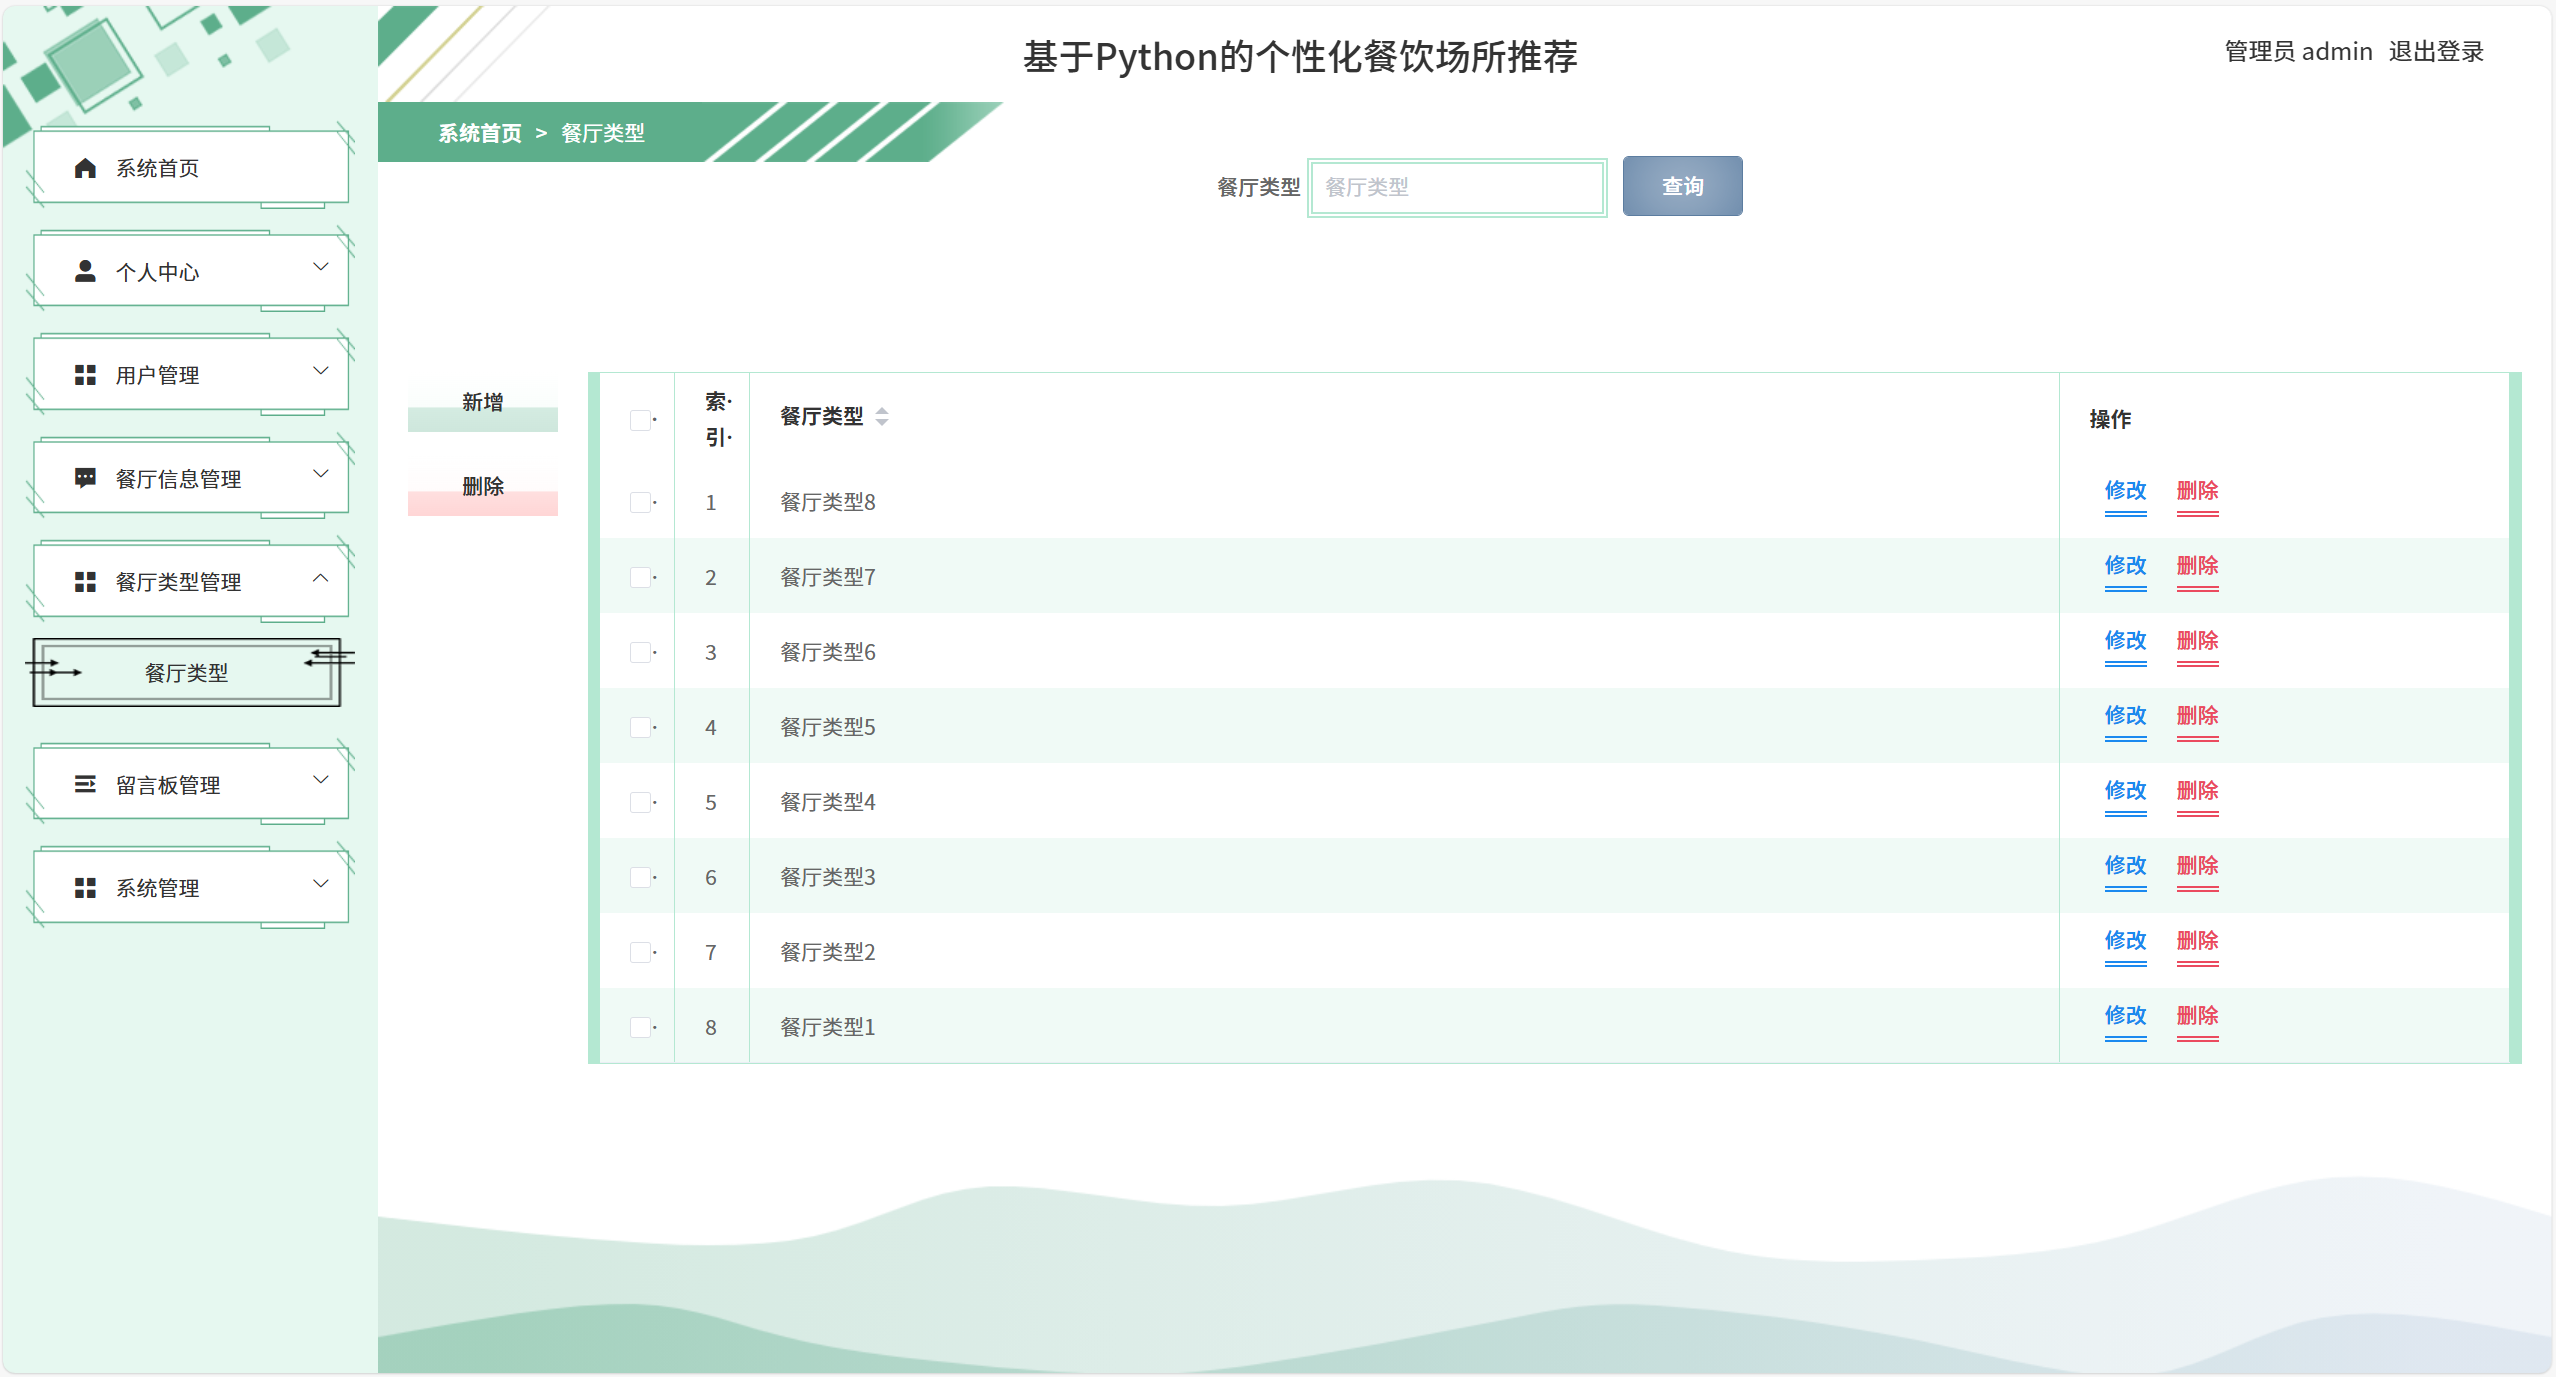 基于Python的个性化餐饮场所推荐
管理员 admin 退出登录
系统首页 > 餐厅类型
系统首页
个人中心
用户管理
餐厅信息管理
餐厅类型管理
餐厅类型
留言板管理
系统管理
餐厅类型 餐厅类型 查询
新增
删除
索引 餐厅类型 操作
1 餐厅类型8 修改 删除
2 餐厅类型7 修改 删除
3 餐厅类型6 修改 删除
4 餐厅类型5 修改 删除
5 餐厅类型4 修改 删除
6 餐厅类型3 修改 删除
7 餐厅类型2 修改 删除
8 餐厅类型1 修改 删除